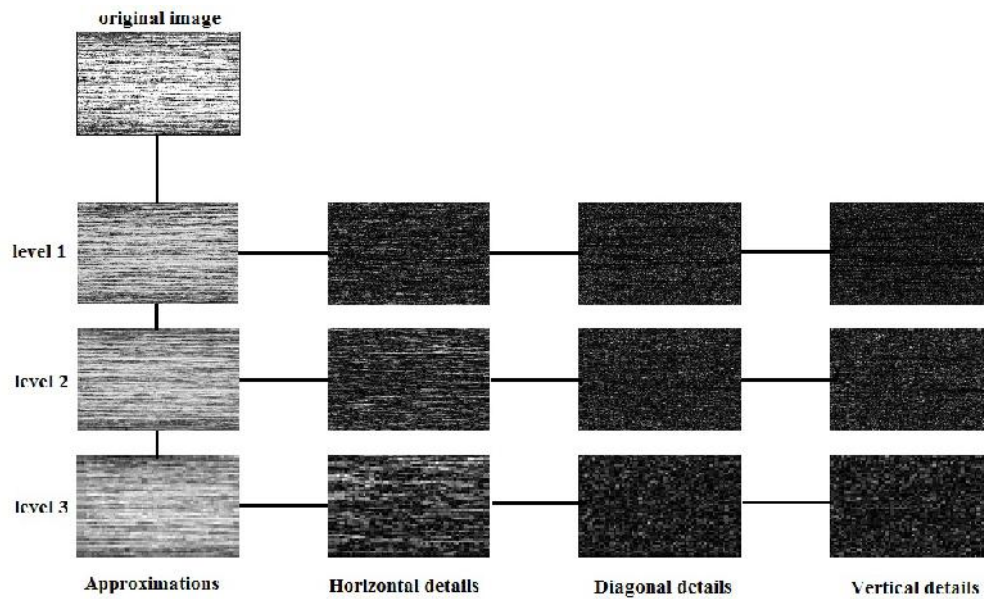 original image
level 1
level 2
level 3
Approximations
Horizontal details
Diagonal details
Vertical details